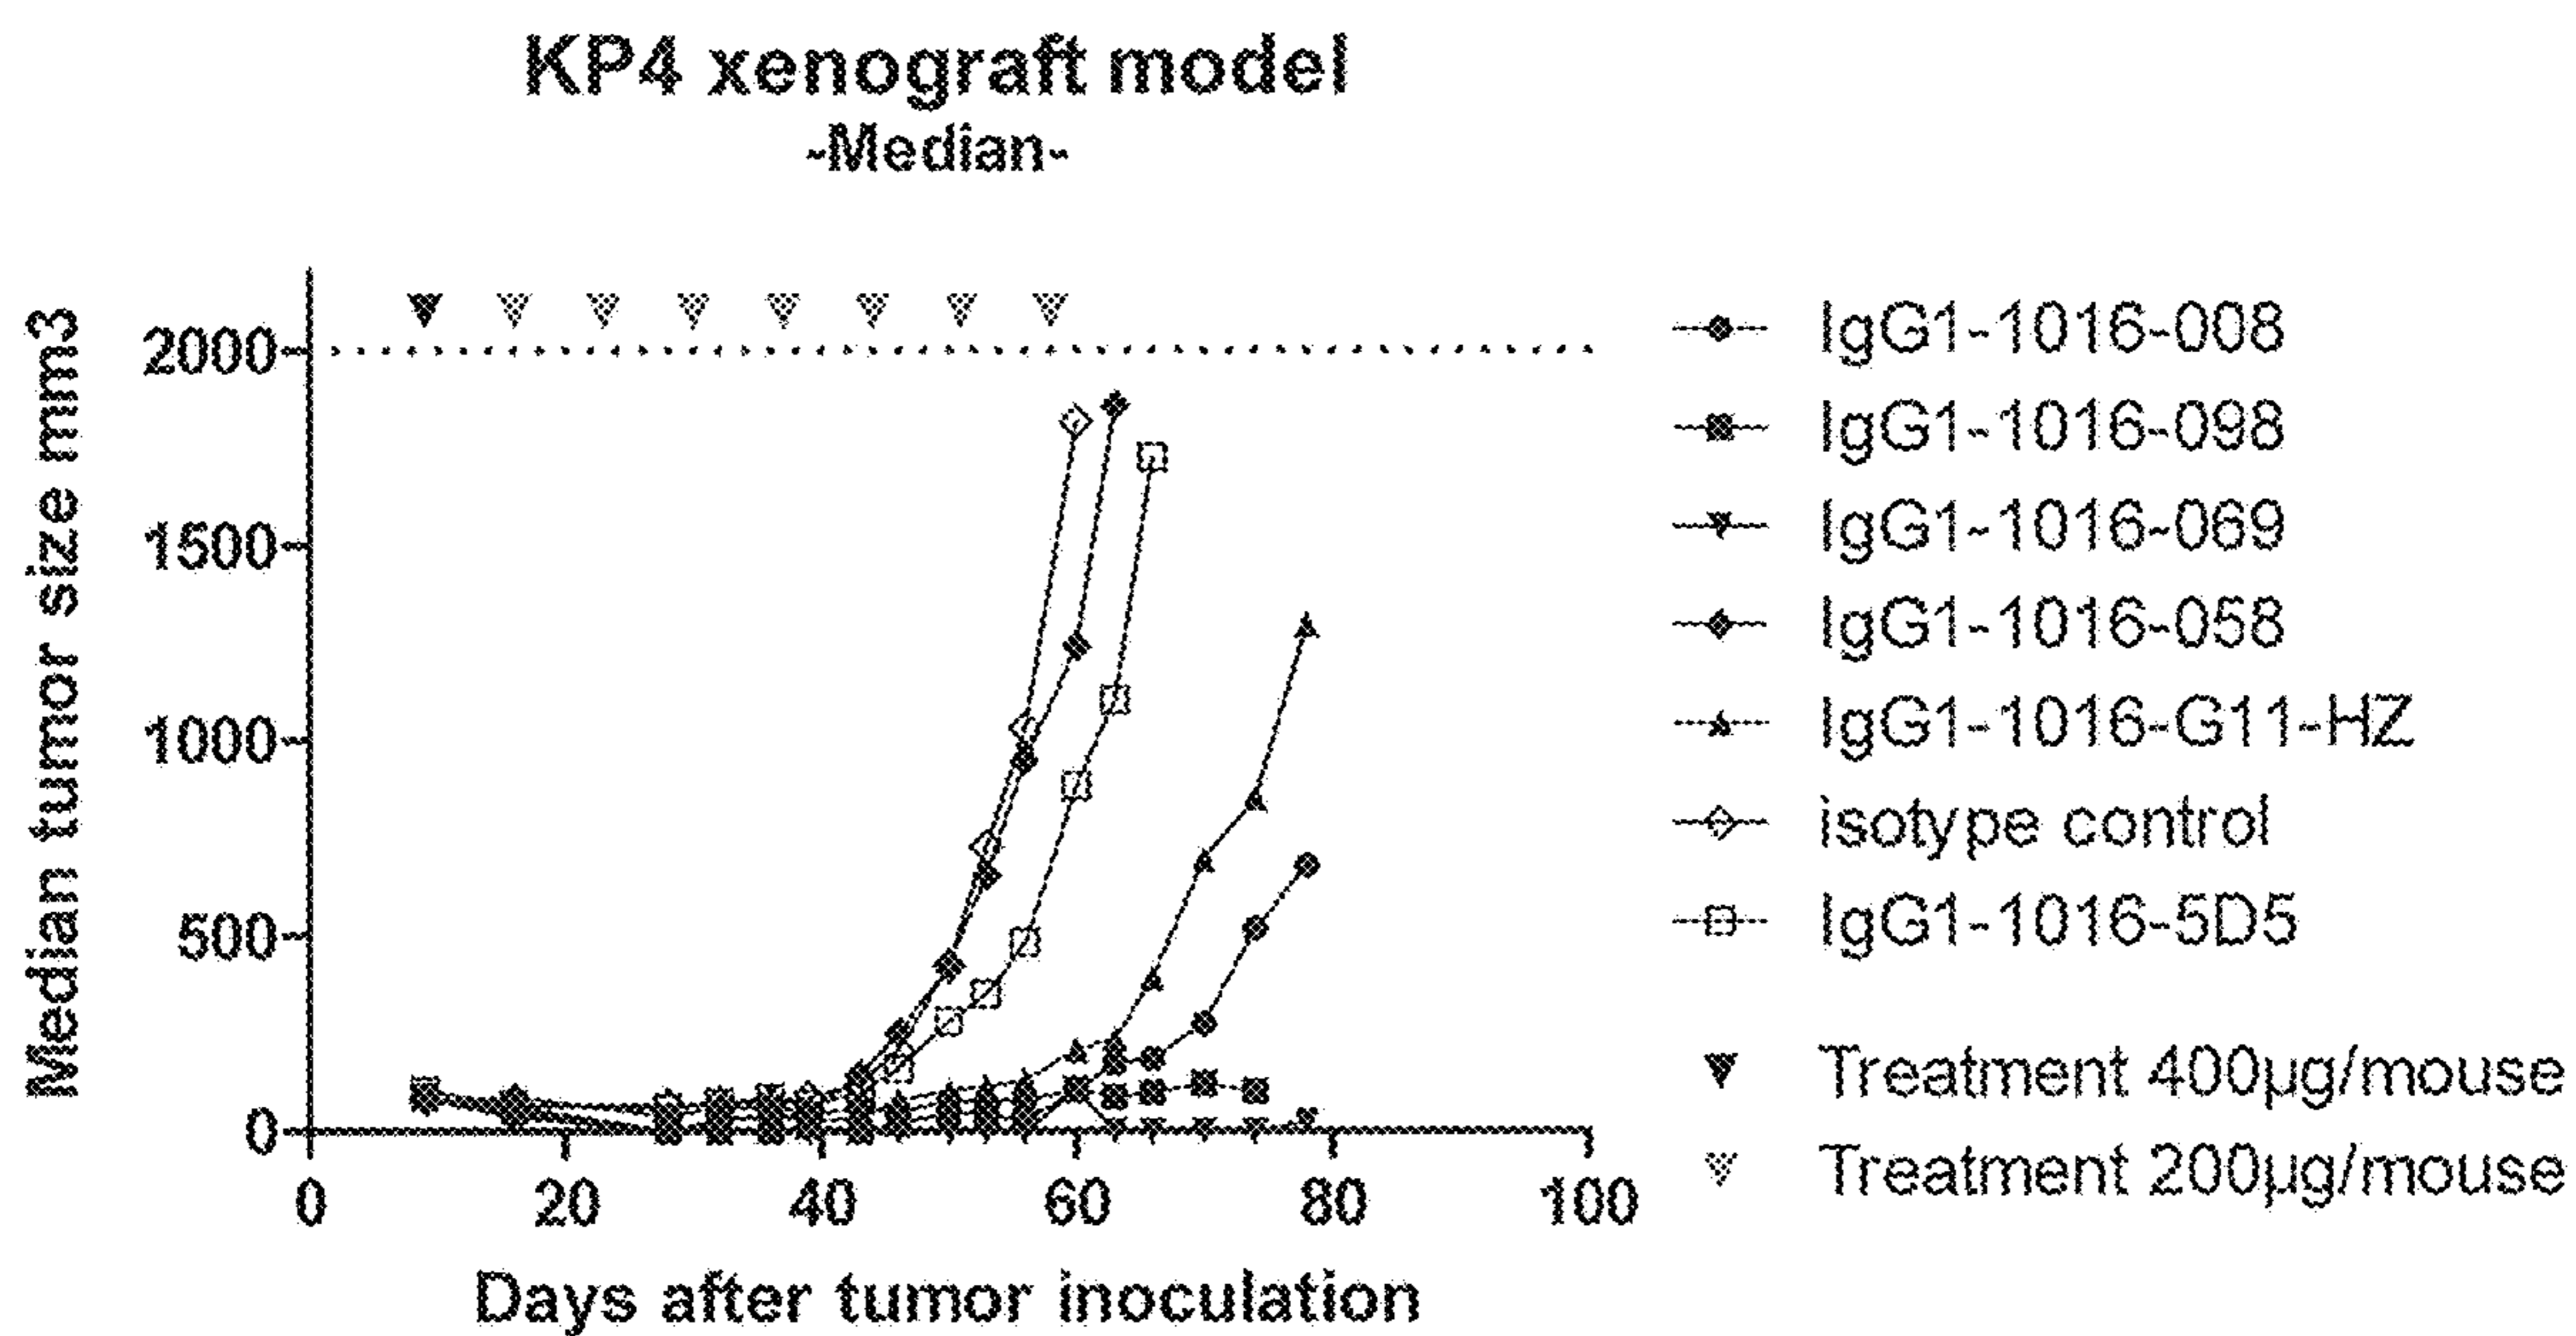 KP4 xenograft model
-Median-
Median tumor size mm3
2000
1500
1000
500
0
0 20 40 60 80 100
Days after tumor inoculation
IgG1-1016-008
IgG1-1016-098
IgG1-1016-069
IgG1-1016-058
IgG1-1016-G11-HZ
isotype control
IgG1-1016-5D5
Treatment 400µg/mouse
Treatment 200µg/mouse